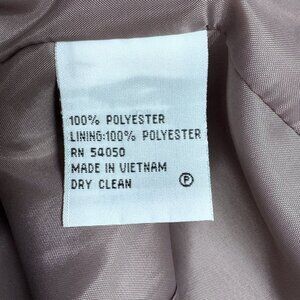 100% POLYESTER
LINING:100% POLYESTER
RN 54050
MADE IN VIETNAM
DRY CLEAN Ⓟ